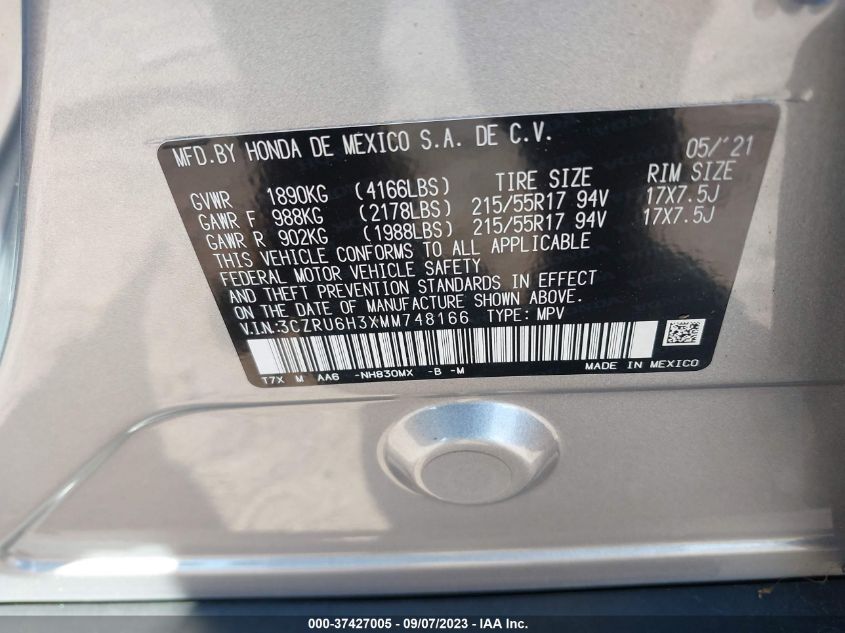 MFD.BY HONDA DE MEXICO S.A. DE C.V. 05/'21
TIRE SIZE RIM SIZE
GVWR 1890KG (4166LBS)
GAWR F 988KG (2178LBS) 215/55R17 94V 17X7.5J
GAWR R 902KG (1988LBS) 215/55R17 94V 17X7.5J
THIS VEHICLE CONFORMS TO ALL APPLICABLE
FEDERAL MOTOR VEHICLE SAFETY
AND THEFT PREVENTION STANDARDS IN EFFECT
ON THE DATE OF MANUFACTURE SHOWN ABOVE.
V.I.N.:3CZRU6H3XMM748166 TYPE: MPV
T7X M AA6 -NH830MX -B -M MADE IN MEXICO
000-37427005 - 09/07/2023 - IAA Inc.